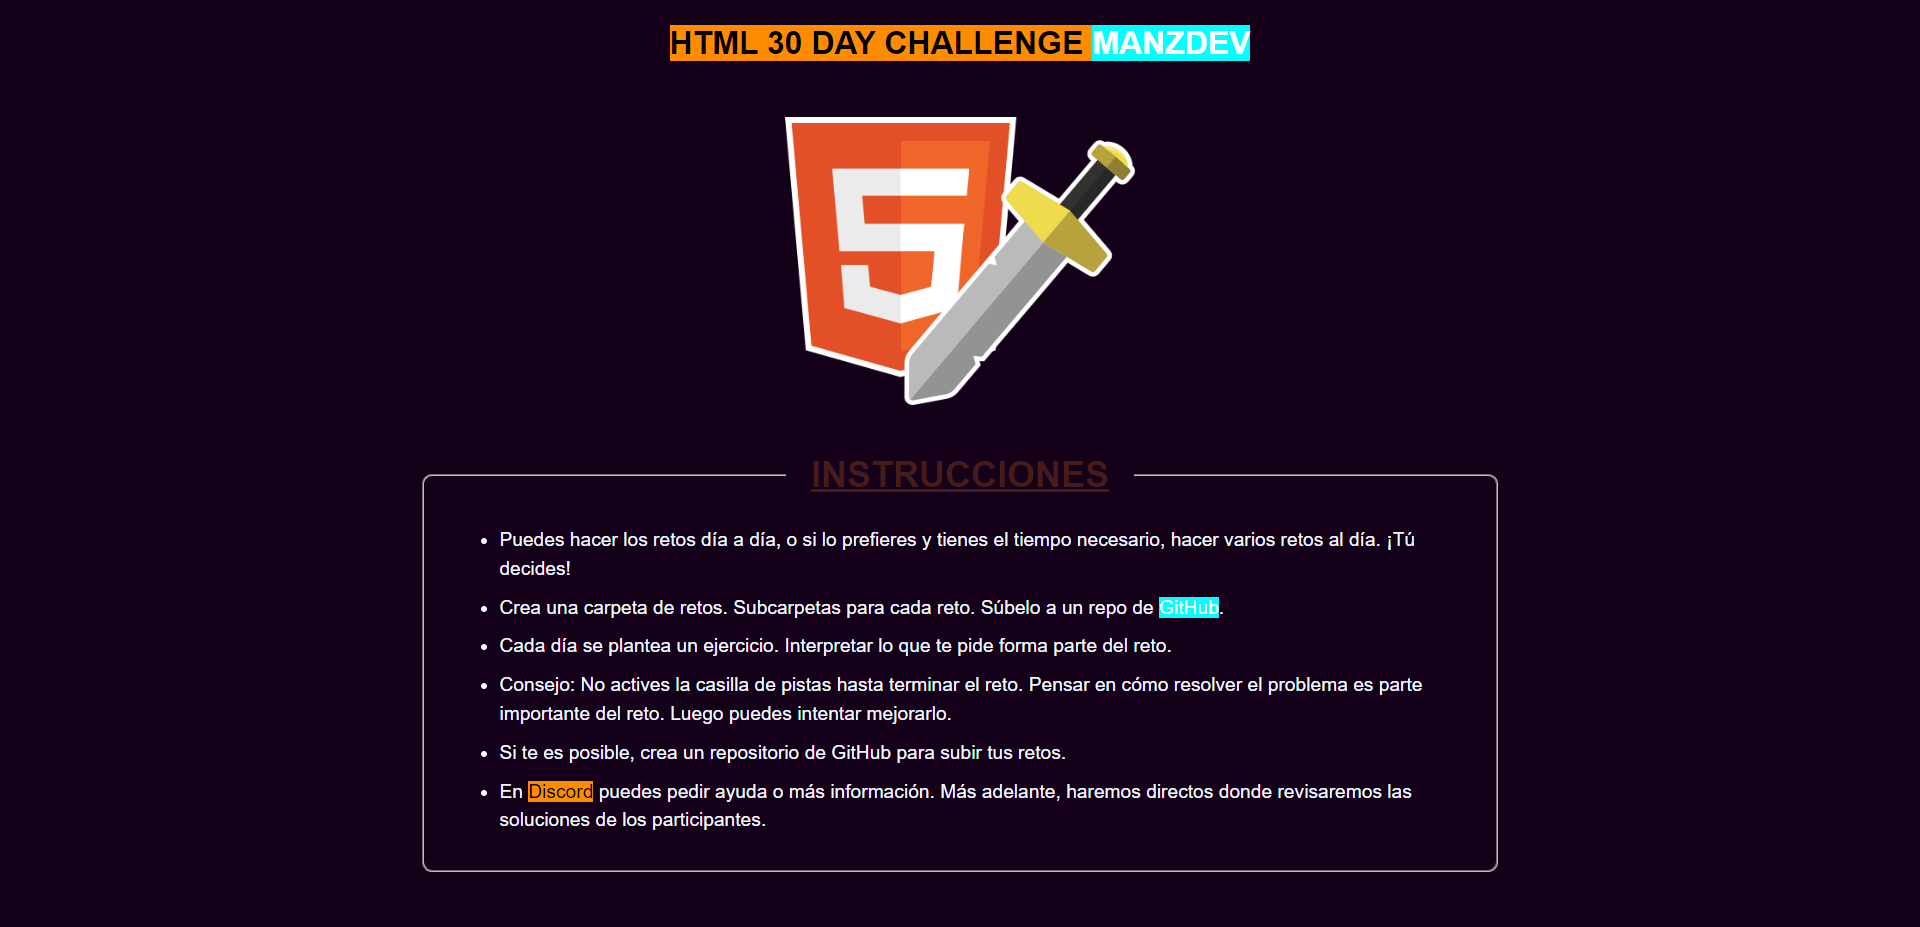 HTML 30 DAY CHALLENGE MANZDEV
5
INSTRUCCIONES
• Puedes hacer los retos día a día, o si lo prefieres y tienes el tiempo necesario, hacer varios retos al día. ¡Tú
decides!
• Crea una carpeta de retos. Subcarpetas para cada reto. Súbelo a un repo de GitHub.
• Cada día se plantea un ejercicio. Interpretar lo que te pide forma parte del reto.
• Consejo: No actives la casilla de pistas hasta terminar el reto. Pensar en cómo resolver el problema es parte
importante del reto. Luego puedes intentar mejorarlo.
• Si te es posible, crea un repositorio de GitHub para subir tus retos.
• En Discord puedes pedir ayuda o más información. Más adelante, haremos directos donde revisaremos las
soluciones de los participantes.